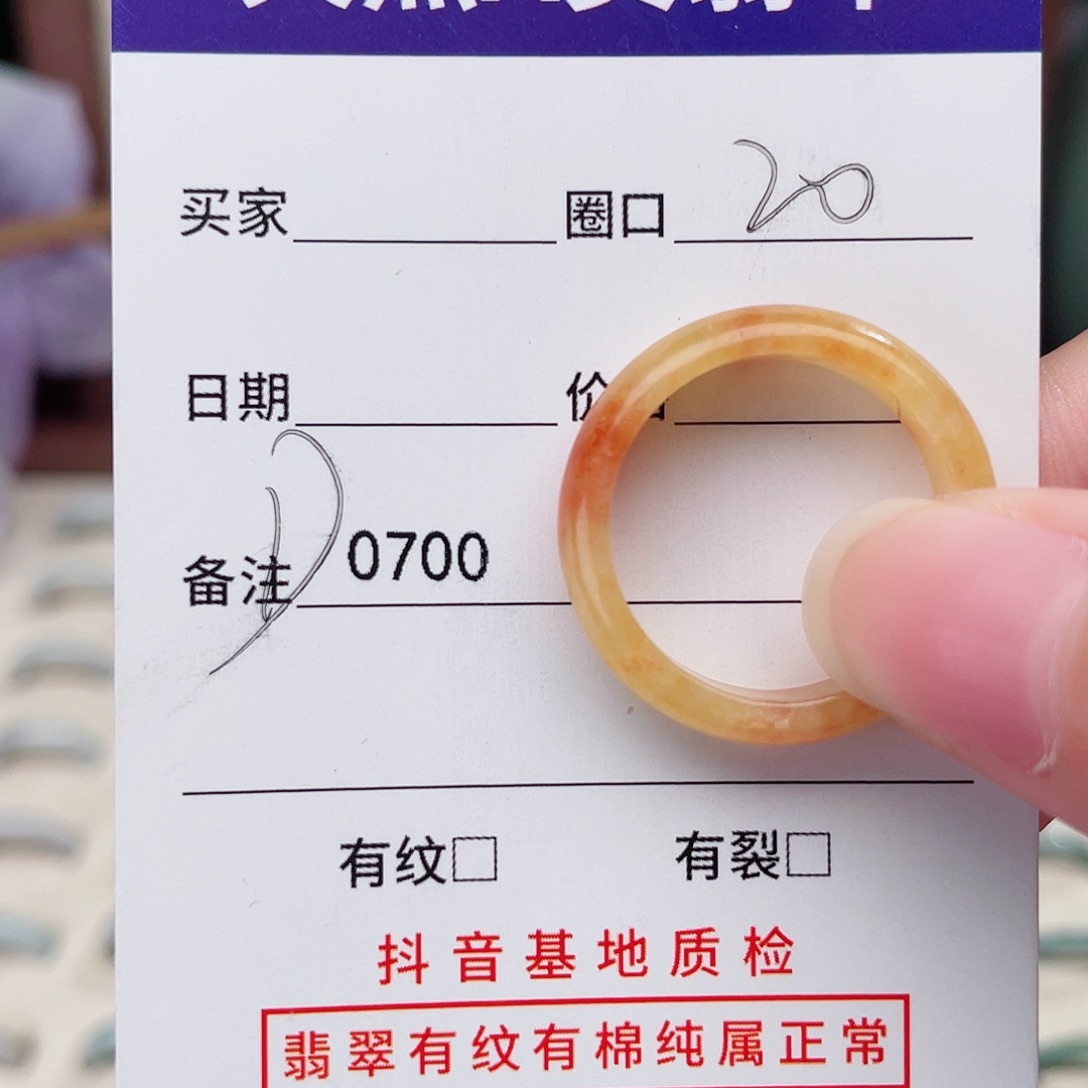 买家 圈口 20
日期 价
备注 0700
有纹□ 有裂□
抖音基地质检
翡翠有纹有棉纯属正常